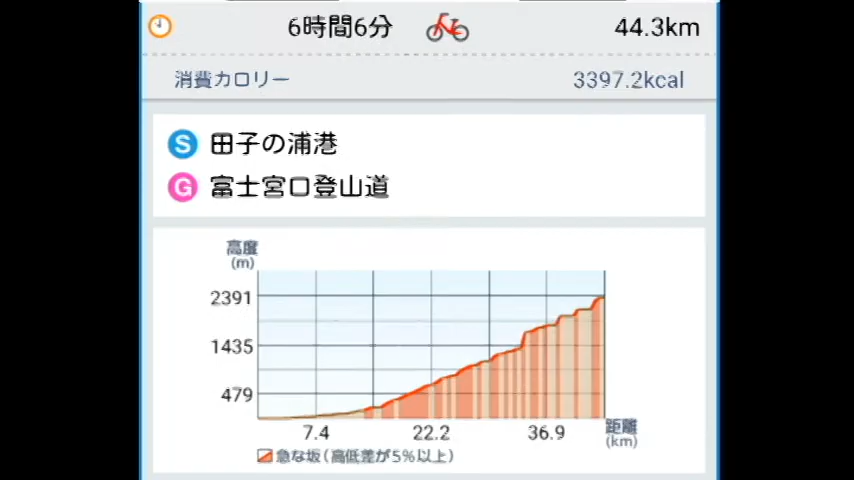 6時間6分 44.3km
消費カロリー 3397.2kcal
S 田子の浦港
G 富士宮口登山道
高度
(m)
2391
1435
479
7.4 22.2 36.9 距離
(km)
急な坂(高低差が5%以上)